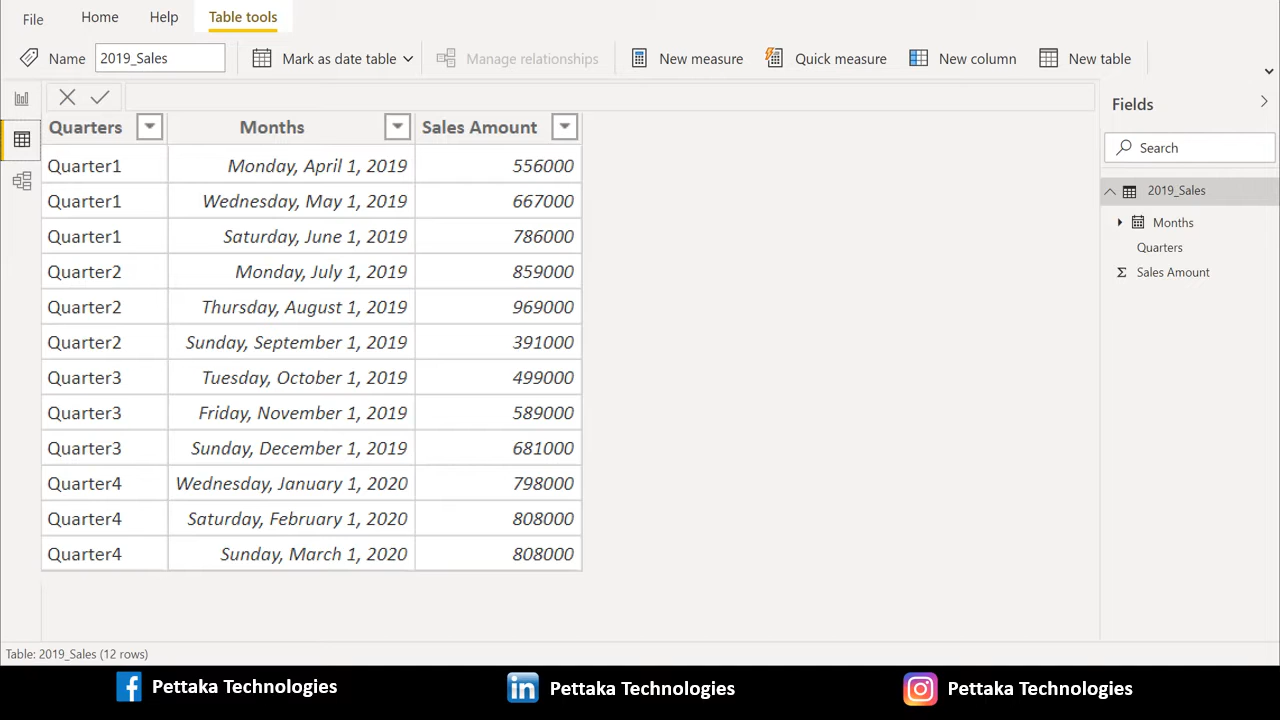 File Home Help Table tools
Name 2019_Sales Mark as date table Manage relationships New measure Quick measure New column New table
Fields
Search
2019_Sales
Months
Quarters
Sales Amount
Quarters Months Sales Amount
Quarter1 Monday, April 1, 2019 556000
Quarter1 Wednesday, May 1, 2019 667000
Quarter1 Saturday, June 1, 2019 786000
Quarter2 Monday, July 1, 2019 859000
Quarter2 Thursday, August 1, 2019 969000
Quarter2 Sunday, September 1, 2019 391000
Quarter3 Tuesday, October 1, 2019 499000
Quarter3 Friday, November 1, 2019 589000
Quarter3 Sunday, December 1, 2019 681000
Quarter4 Wednesday, January 1, 2020 798000
Quarter4 Saturday, February 1, 2020 808000
Quarter4 Sunday, March 1, 2020 808000
Table: 2019_Sales (12 rows)
Pettaka Technologies Pettaka Technologies Pettaka Technologies